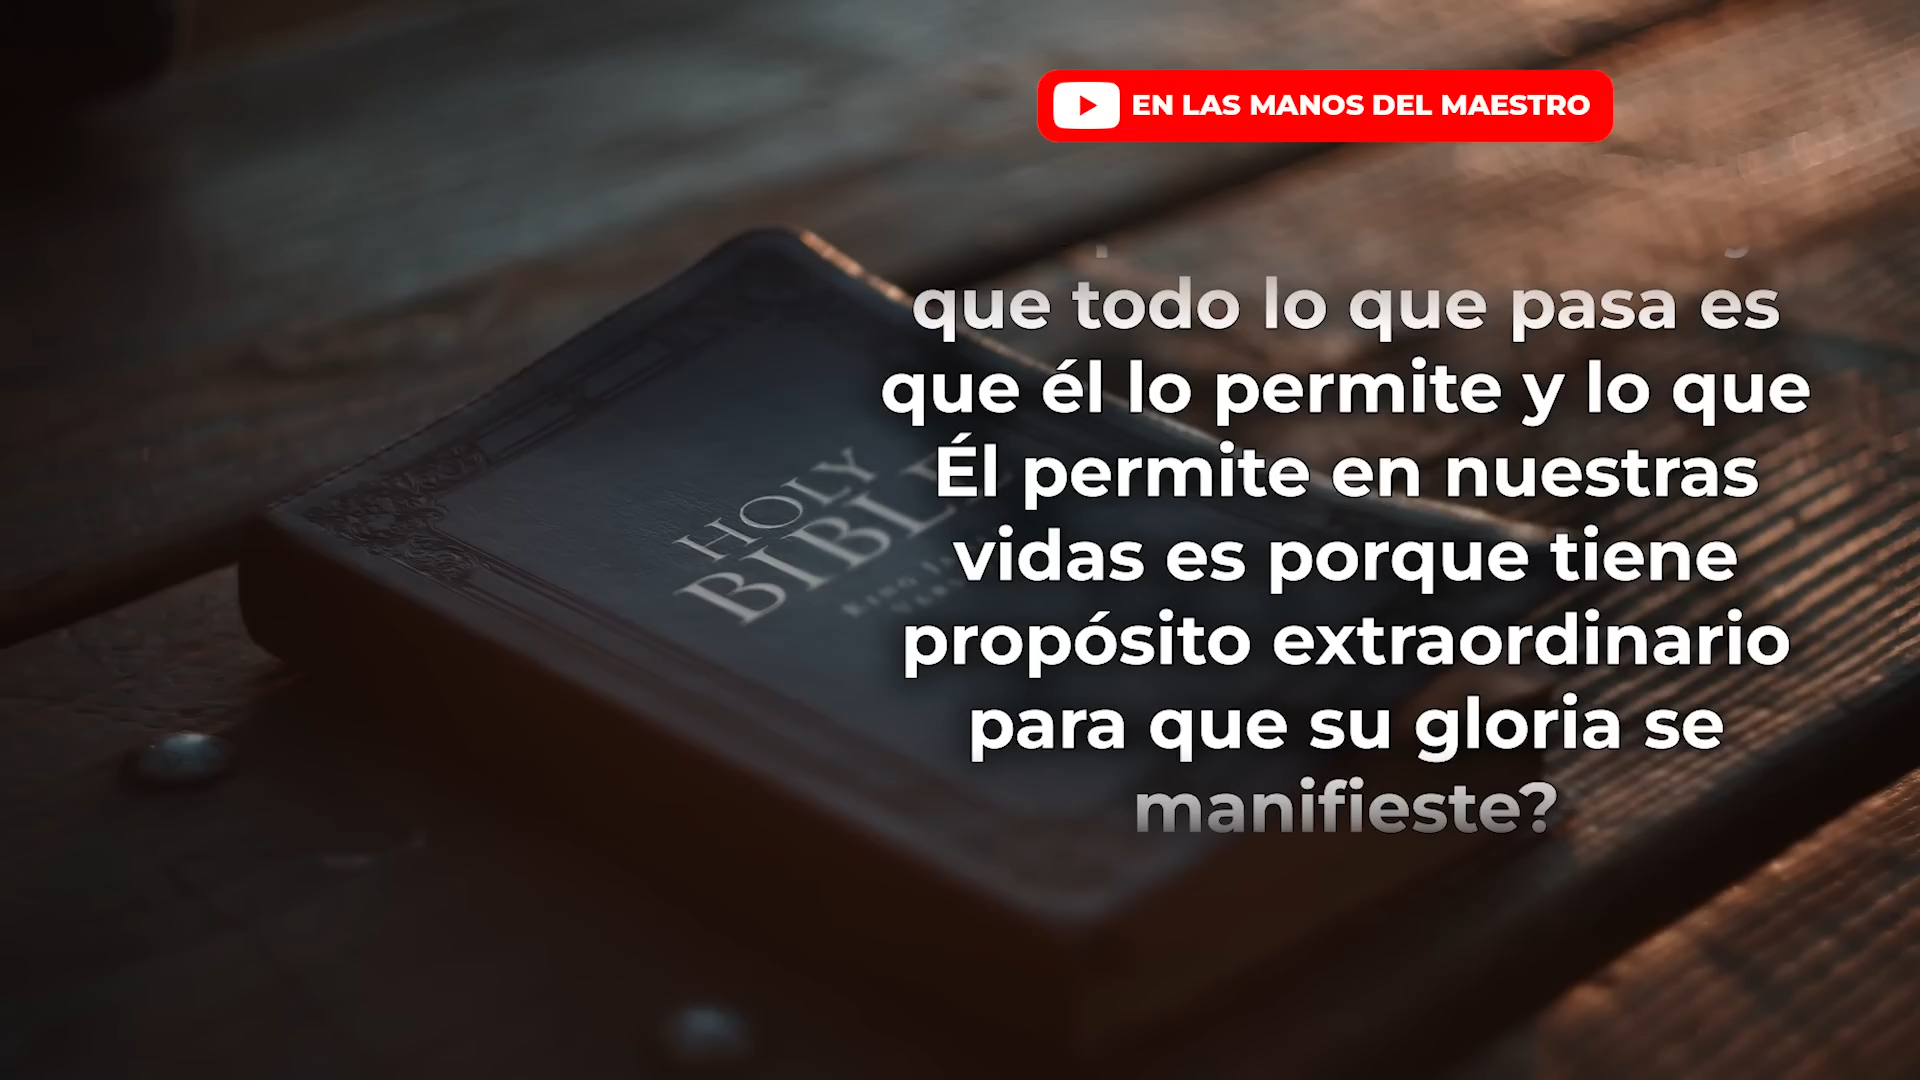 EN LAS MANOS DEL MAESTRO
que todo lo que pasa es
que él lo permite y lo que
Él permite en nuestras
vidas es porque tiene
propósito extraordinario
para que su gloria se
manifieste?
HOLY
BIBLE